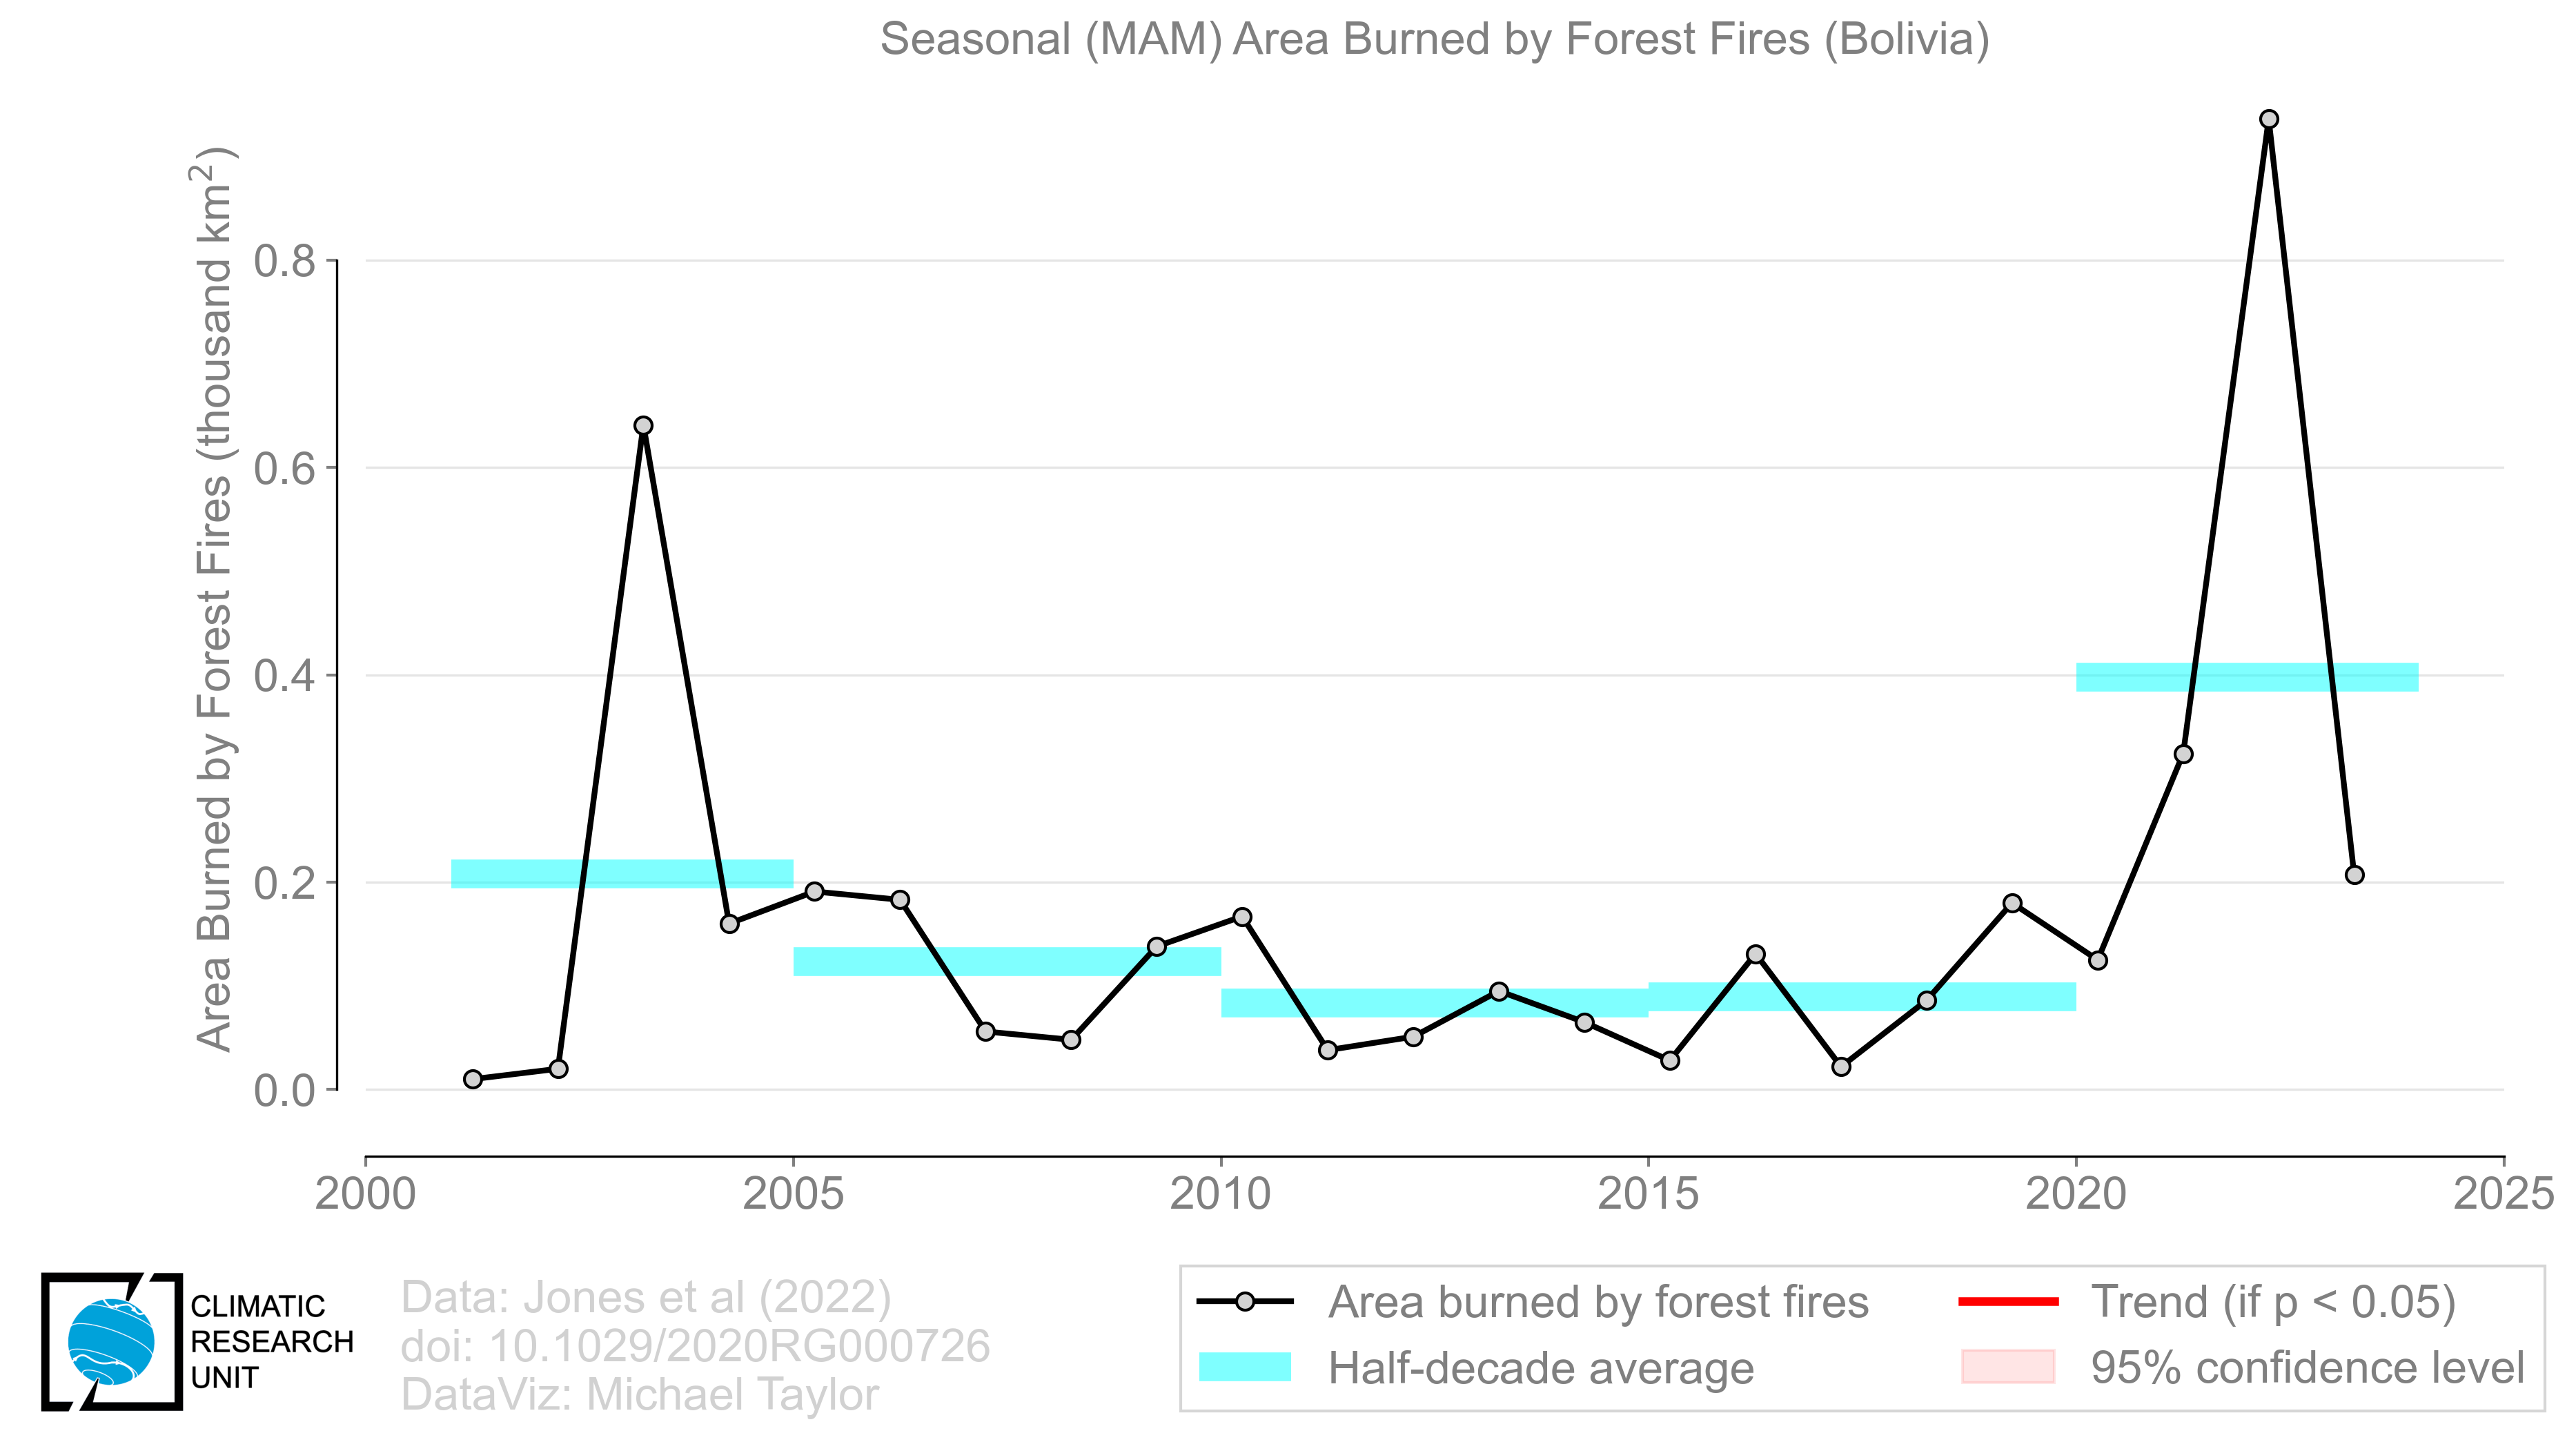 Seasonal (MAM) Area Burned by Forest Fires (Bolivia)
Area Burned by Forest Fires (thousand km²)
0.8
0.6
0.4
0.2
0.0
2000 2005 2010 2015 2020 2025
CLIMATIC
RESEARCH
UNIT
Data: Jones et al (2022)
doi: 10.1029/2020RG000726
DataViz: Michael Taylor
Area burned by forest fires
Half-decade average
Trend (if p < 0.05)
95% confidence level